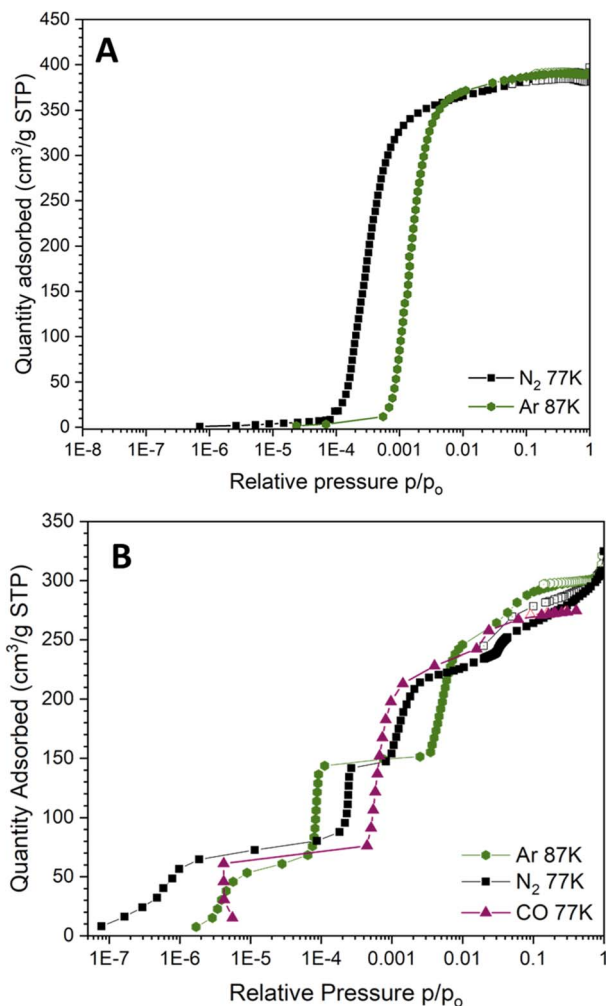 A
Quantity adsorbed (cm³/g STP)
450
400
350
300
250
200
150
100
50
0
N₂ 77K
Ar 87K
1E-8 1E-7 1E-6 1E-5 1E-4 0.001 0.01 0.1 1
Relative pressure p/pₒ
B
Quantity Adsorbed (cm³/g STP)
350
300
250
200
150
100
50
0
Ar 87K
N₂ 77K
CO 77K
1E-7 1E-6 1E-5 1E-4 0.001 0.01 0.1 1
Relative Pressure p/pₒ